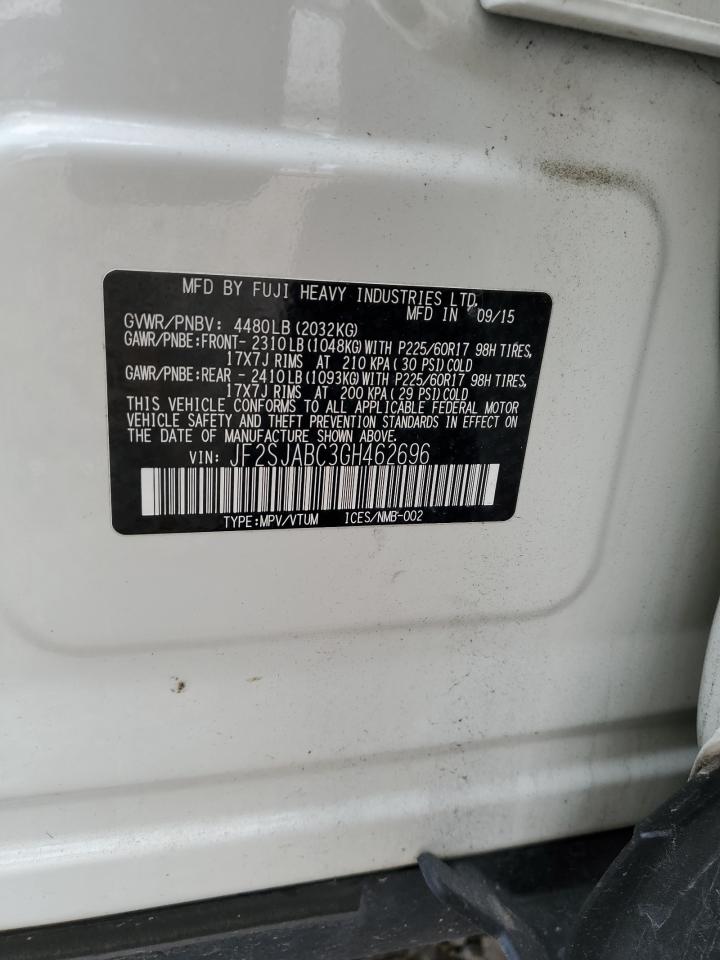 MFD BY FUJI HEAVY INDUSTRIES LTD.
MFD IN 09/15
GVWR/PNBV: 4480LB(2032KG)
GAWR/PNBE:FRONT- 2310LB(1048KG)WITH P225/60R17 98H TIRES,
17X7J RIMS AT 210 KPA(30 PSI)COLD
GAWR/PNBE:REAR - 2410LB(1093KG)WITH P225/60R17 98H TIRES,
17X7J RIMS AT 200 KPA(29 PSI)COLD
THIS VEHICLE CONFORMS TO ALL APPLICABLE FEDERAL MOTOR
VEHICLE SAFETY AND THEFT PREVENTION STANDARDS IN EFFECT ON
THE DATE OF MANUFACTURE SHOWN ABOVE.
VIN: JF2SJABC3GH462696
TYPE:MPV/VTUM ICES/NMB-002